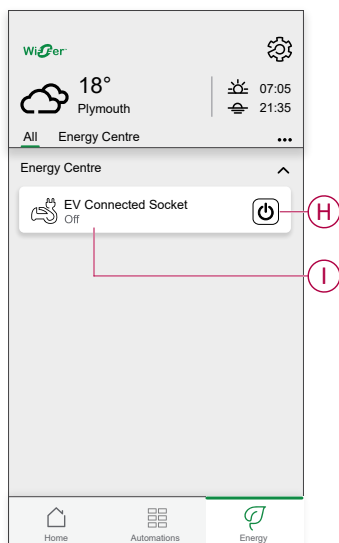 Wiser
18°
Plymouth
07:05
21:35
All Energy Centre
Energy Centre
EV Connected Socket
Off
H
I
Home Automations Energy